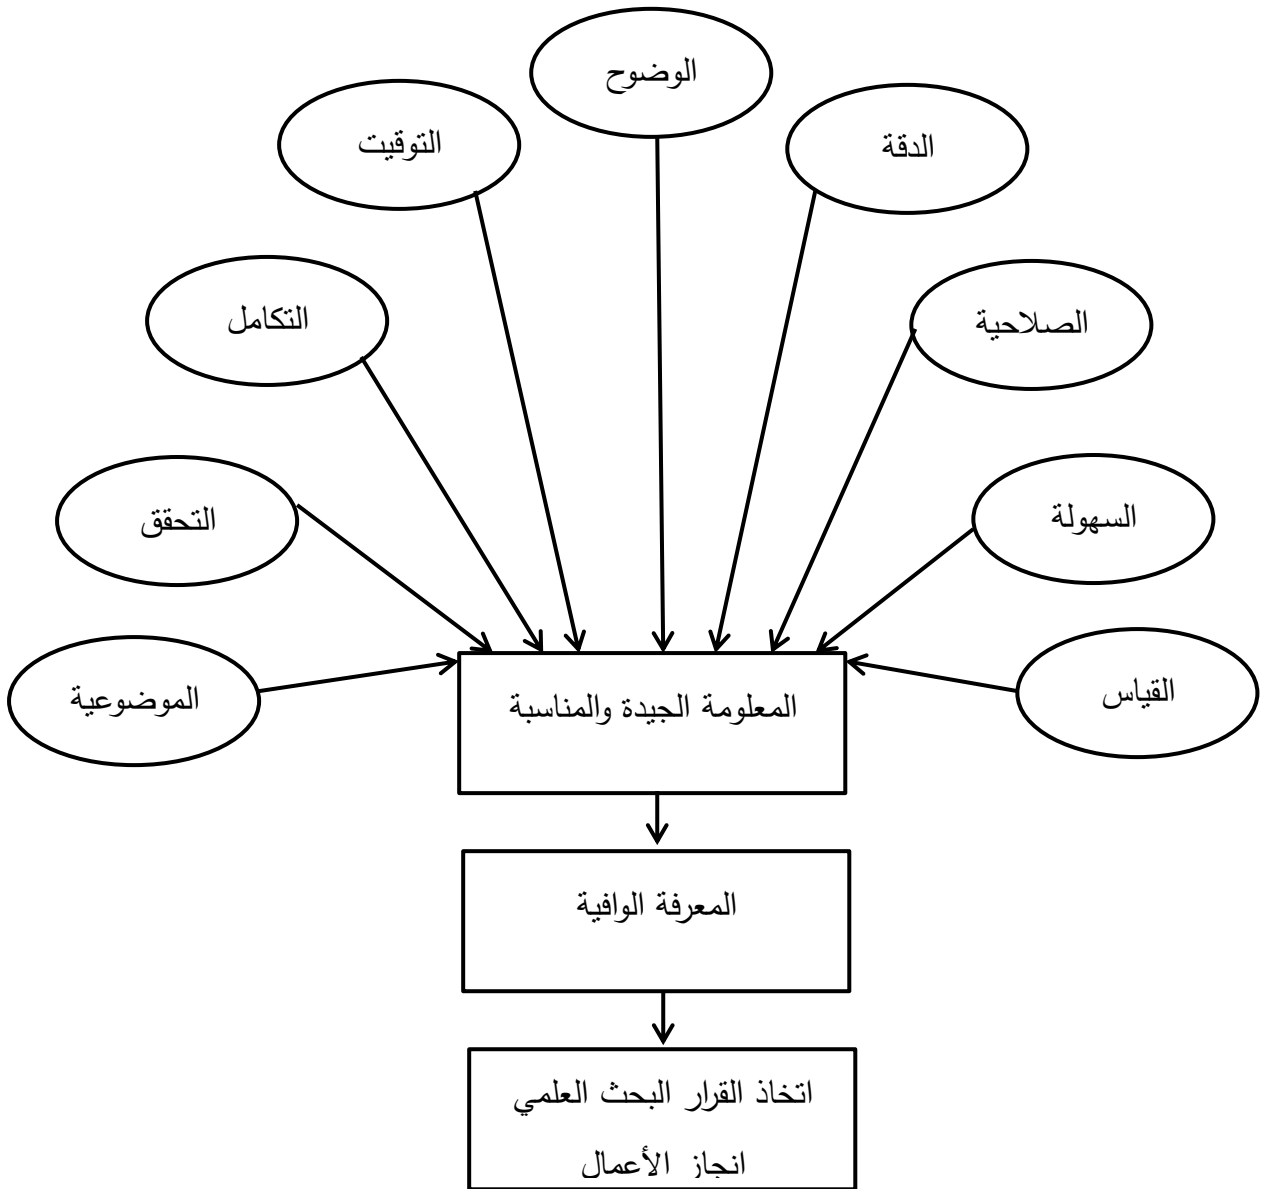 الوضوح
الدقة
التوقيت
الصلاحية
التكامل
السهولة
التحقق
القياس
الموضوعية
المعلومة الجيدة والمناسبة
المعرفة الوافية
اتخاذ القرار البحث العلمي
انجاز الأعمال